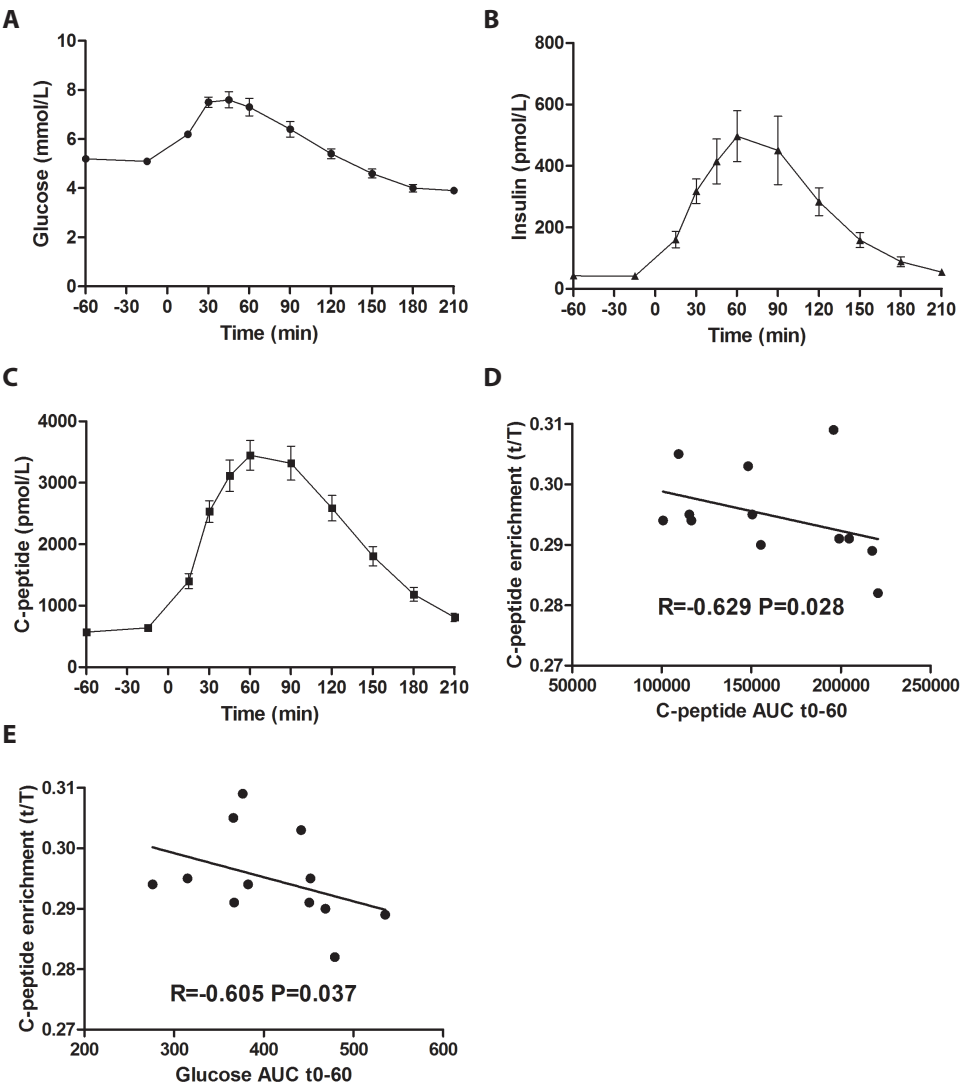 A
Glucose (mmol/L)
10
8
6
4
2
0
-60 -30 0 30 60 90 120 150 180 210
Time (min)
B
Insulin (pmol/L)
800
600
400
200
0
-60 -30 0 30 60 90 120 150 180 210
Time (min)
C
C-peptide (pmol/L)
4000
3000
2000
1000
0
-60 -30 0 30 60 90 120 150 180 210
Time (min)
D
C-peptide enrichment (t/T)
0.31
0.30
0.29
0.28
0.27
R=-0.629 P=0.028
50000 100000 150000 200000 250000
C-peptide AUC t0-60
E
C-peptide enrichment (t/T)
0.31
0.30
0.29
0.28
0.27
R=-0.605 P=0.037
200 300 400 500 600
Glucose AUC t0-60